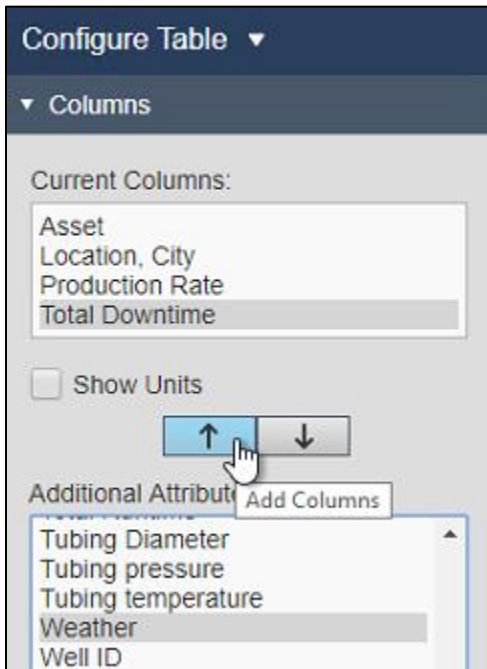 Configure Table
Columns
Current Columns:
Asset
Location, City
Production Rate
Total Downtime
Show Units
Additional Attribute
Add Columns
Tubing Diameter
Tubing pressure
Tubing temperature
Weather
Well ID